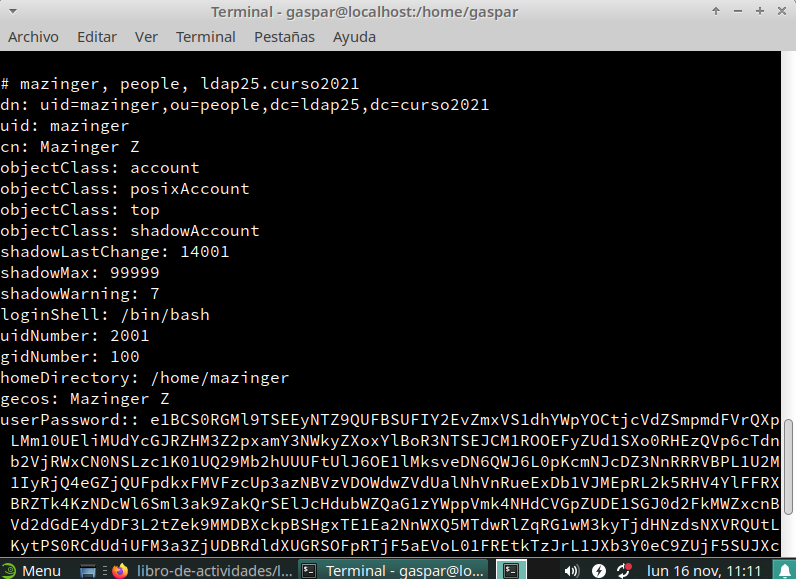 Terminal - gaspar@localhost:/home/gaspar
Archivo Editar Ver Terminal Pestañas Ayuda
# mazinger, people, ldap25.curso2021
dn: uid=mazinger,ou=people,dc=ldap25,dc=curso2021
uid: mazinger
cn: Mazinger Z
objectClass: account
objectClass: posixAccount
objectClass: top
objectClass: shadowAccount
shadowLastChange: 14001
shadowMax: 99999
shadowWarning: 7
loginShell: /bin/bash
uidNumber: 2001
gidNumber: 100
homeDirectory: /home/mazinger
gecos: Mazinger Z
userPassword:: e1BCS0RGMl9TSEEyNTZ9QUFBSUFIY2EvZmxVS1dhYWpYOCtjcVdZSmpmdFVrQXp
LMm10UEliMUdYcGJRZHM3Z2pxamY3NWkyZXoxYlBoR3NTSEJCM1ROOEFyZUd1SXo0RHEzQVp6cTdn
b2VjRWxCN0NSLzc1K01UQ29Mb2hUUUFtUlJ6OE1lMksveDN6QWJ6L0pKcmNJcDZ3NnRRRVBPL1U2M
1IyRjQ4eGZjQUFpdkxFMVFzcUp3azNBVzVDOWdwZVdUalNhVnRueExDb1VJMEpRL2k5RHV4YlFFRX
BRZTk4KzNDcWl6Sml3ak9ZakQrSElJcHdubWZQaG1zYWppVmk4NHdCVGpZUDE1SGJ0d2FkMWZxcnB
Vd2dGdE4ydDF3L2tZek9MMDBXckpBSHgxTE1Ea2NnWXQ5MTdwRlZqRG1wM3kyTjdHNzdsNXVRQUtL
KytPS0RCdUdiUFM3a3ZjUDBRdldXUGRSOFpRTjF5aEVoL01FREtkTzJrL1JXb3Y0eC9ZUjF5SUJXc
Menu
libro-de-actividades/l...
Terminal - gaspar@lo...
lun 16 nov, 11:11